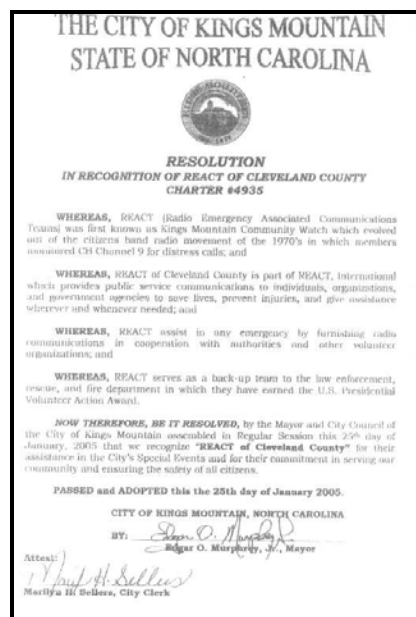 THE CITY OF KINGS MOUNTAIN
STATE OF NORTH CAROLINA
RESOLUTION
IN RECOGNITION OF REACT OF CLEVELAND COUNTY
CHARTER #4935
WHEREAS, REACT (Radio Emergency Associated Communications
Teams) was first known as Kings Mountain Community Watch which evolved
out of the citizens band radio movement of the 1970's in which members
monitored CH Channel 9 for distress calls; and
WHEREAS, REACT of Cleveland County is part of REACT, International
which provides public service communications to individuals, organizations,
and government agencies to save lives, prevent injuries, and give assistance
wherever and whenever needed; and
WHEREAS, REACT assist in any emergency by furnishing radio
communications in cooperation with authorities and other volunteer
organizations; and
WHEREAS, REACT serves as a back-up team to the law enforcement,
rescue, and fire department in which they have earned the U.S. Presidential
Volunteer Action Award.
NOW THEREFORE, BE IT RESOLVED, by the Mayor and City Council of
the City of Kings Mountain assembled in Regular Session this 25th day of
January, 2005 that we recognize "REACT of Cleveland County" for their
assistance in the City's Special Events and for their commitment in serving our
community and ensuring the safety of all citizens.
PASSED and ADOPTED this the 25th day of January 2005.
CITY OF KINGS MOUNTAIN, NORTH CAROLINA
BY: Edgar O. Murphrey Jr.
Edgar O. Murphrey, Jr., Mayor
Attest:
Maril H. Sellers
Marilyn H. Sellers, City Clerk